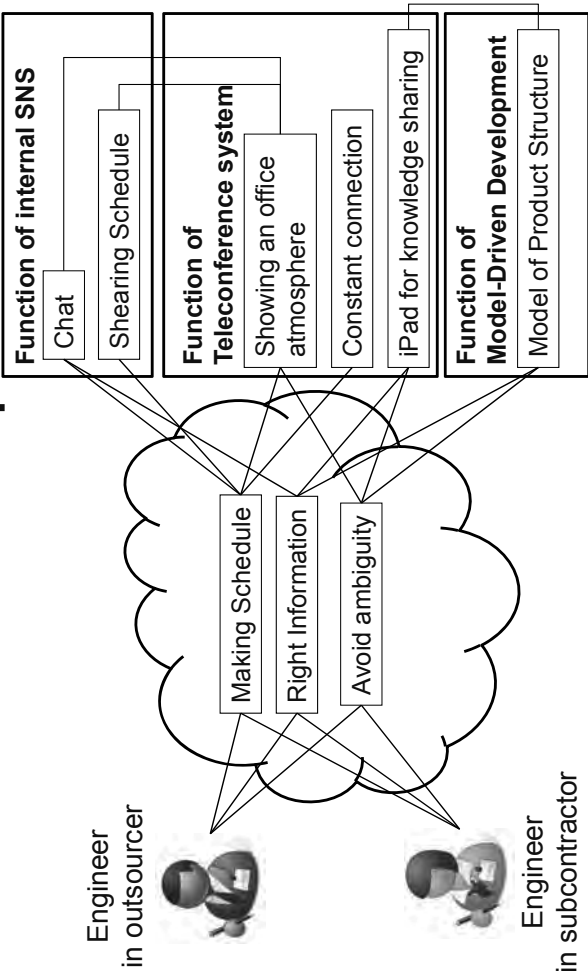 Engineer
in outsourcer
Engineer
in subcontractor
Making Schedule
Right Information
Avoid ambiguity
Function of internal SNS
Chat
Shearing Schedule
Function of
Teleconference system
Showing an office
atmosphere
Constant connection
iPad for knowledge sharing
Function of
Model-Driven Development
Model of Product Structure